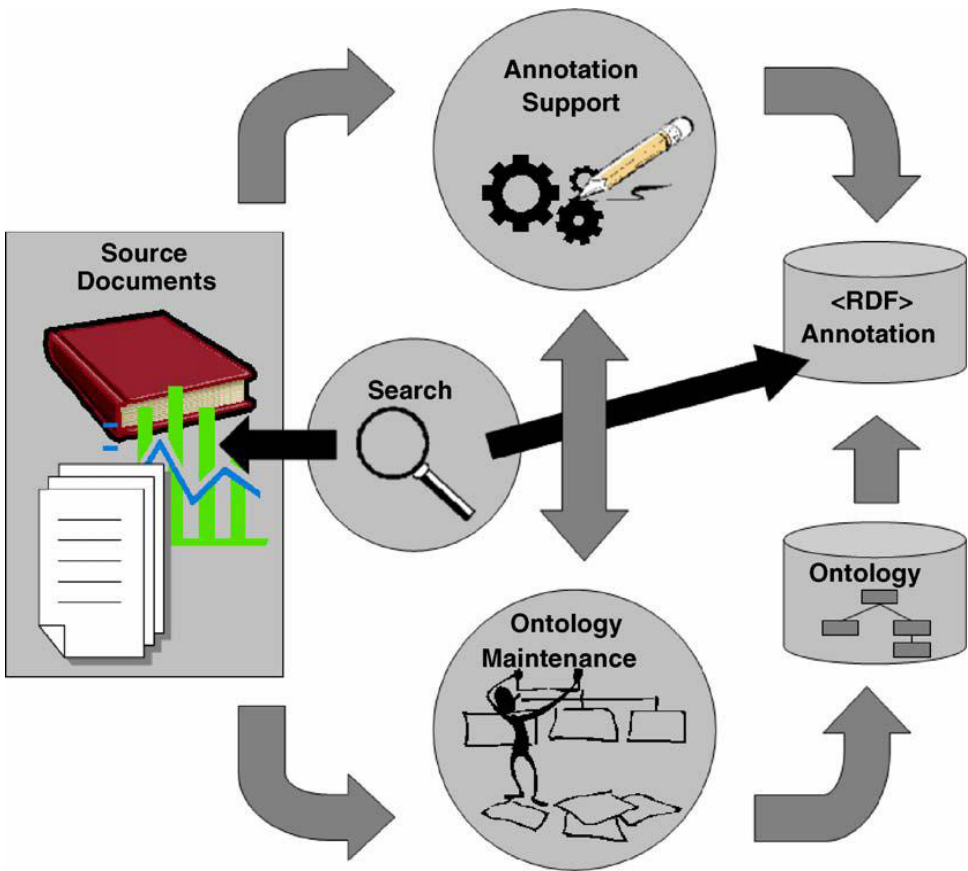 Annotation
Support
Source
Documents
<RDF>
Annotation
Search
Ontology
Ontology
Maintenance